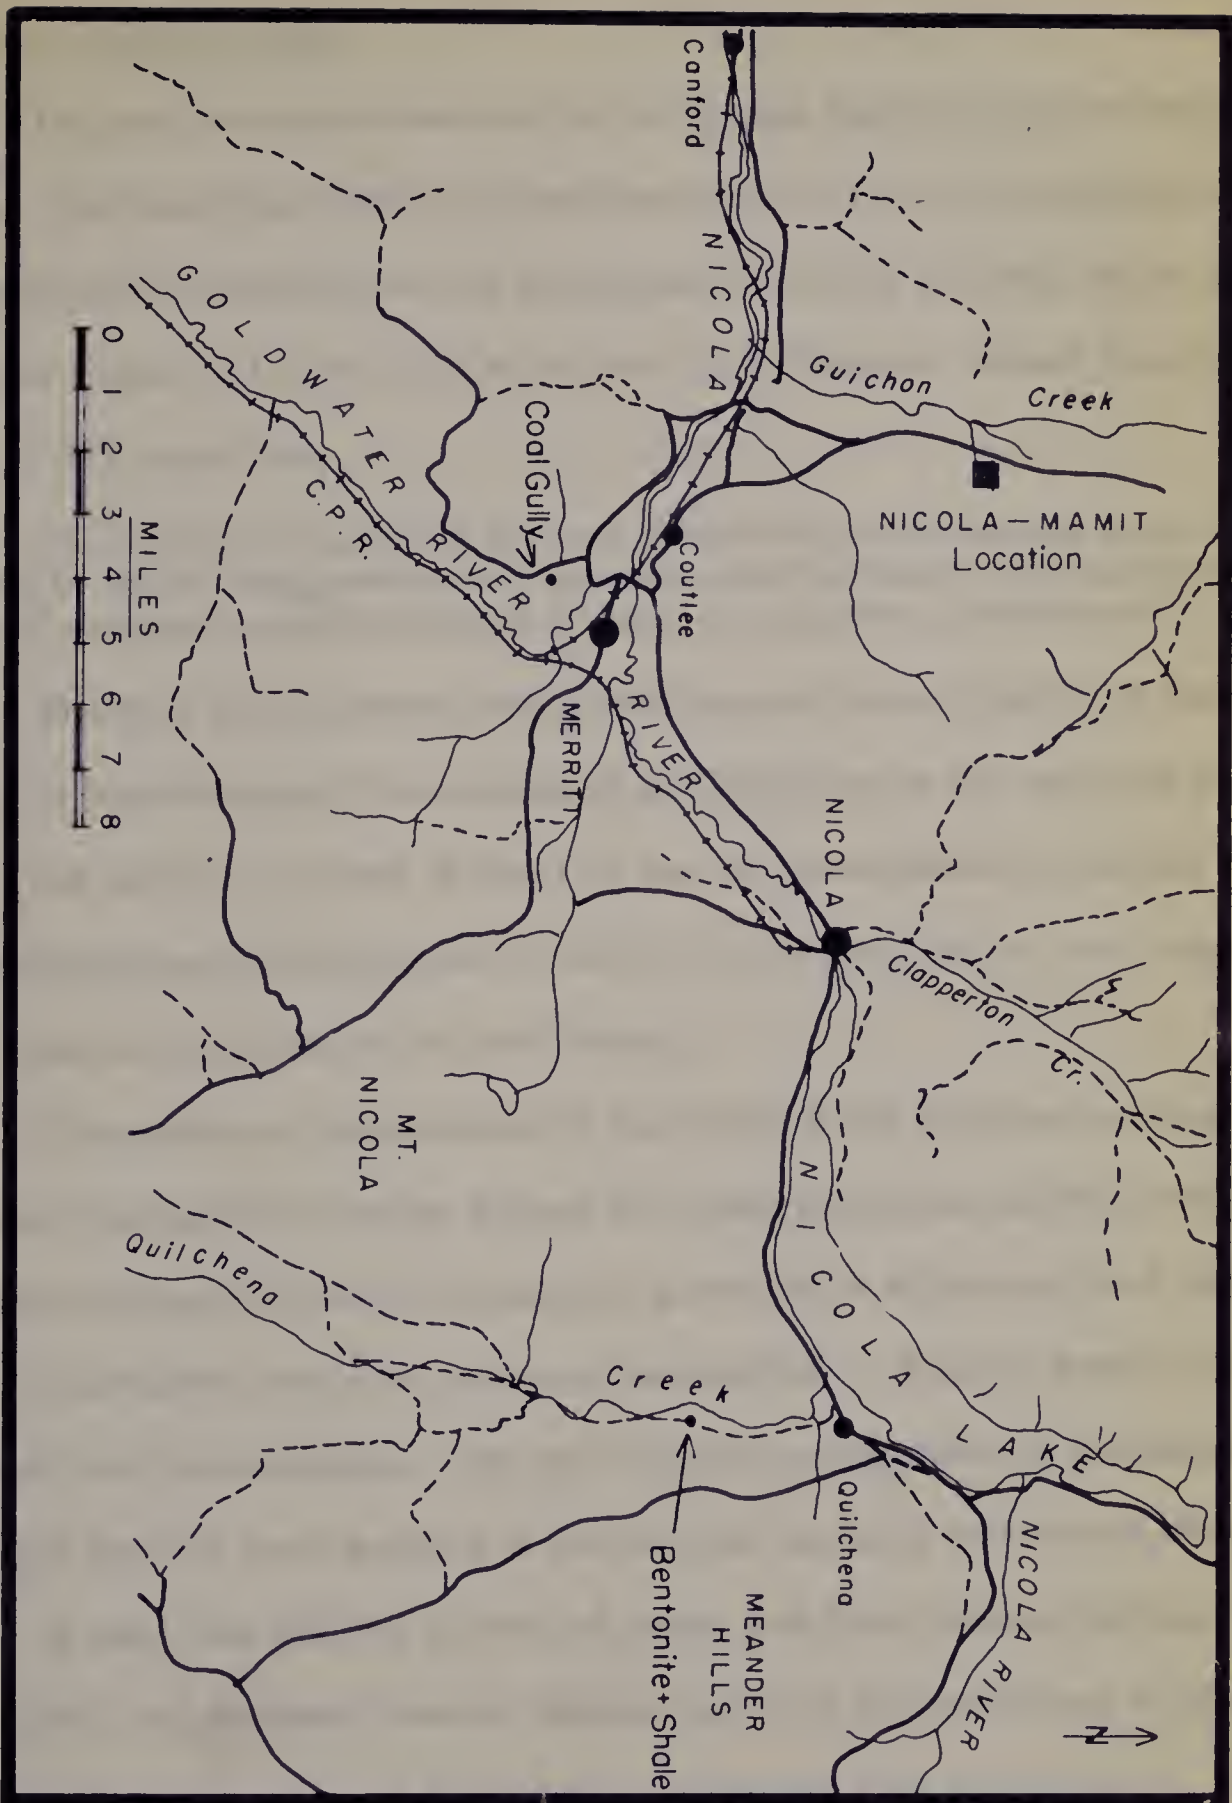 Canford
NICOLA
Guichon
Creek
NICOLA—MAMIT
Location
GOLDWATER
RIVER
C.P.R.
Coal Gully
Coutlee
RIVER
MERRITT
NICOLA
Clapperton
Cr.
NICOLA
LAKE
MT.
NICOLA
Quilchena
Creek
Quilchena
NICOLA RIVER
MEANDER
HILLS
Bentonite + Shale
N
0 1 2 3 4 5 6 7 8
MILES